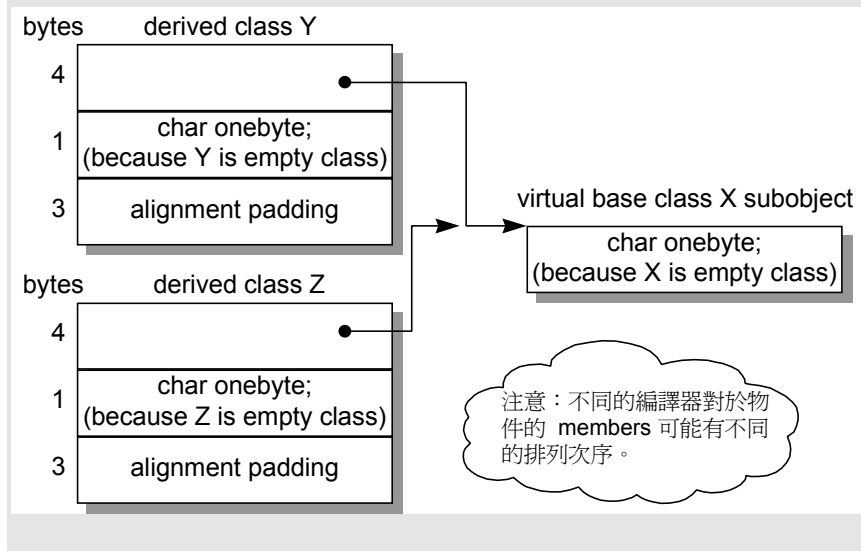 bytes derived class Y
4
char onebyte;
1
(because Y is empty class)
3 alignment padding
virtual base class X subobject
char onebyte;
(because X is empty class)
bytes derived class Z
4
char onebyte;
1
(because Z is empty class)
3 alignment padding
注意：不同的編譯器對於物
件的 members 可能有不同
的排列次序。